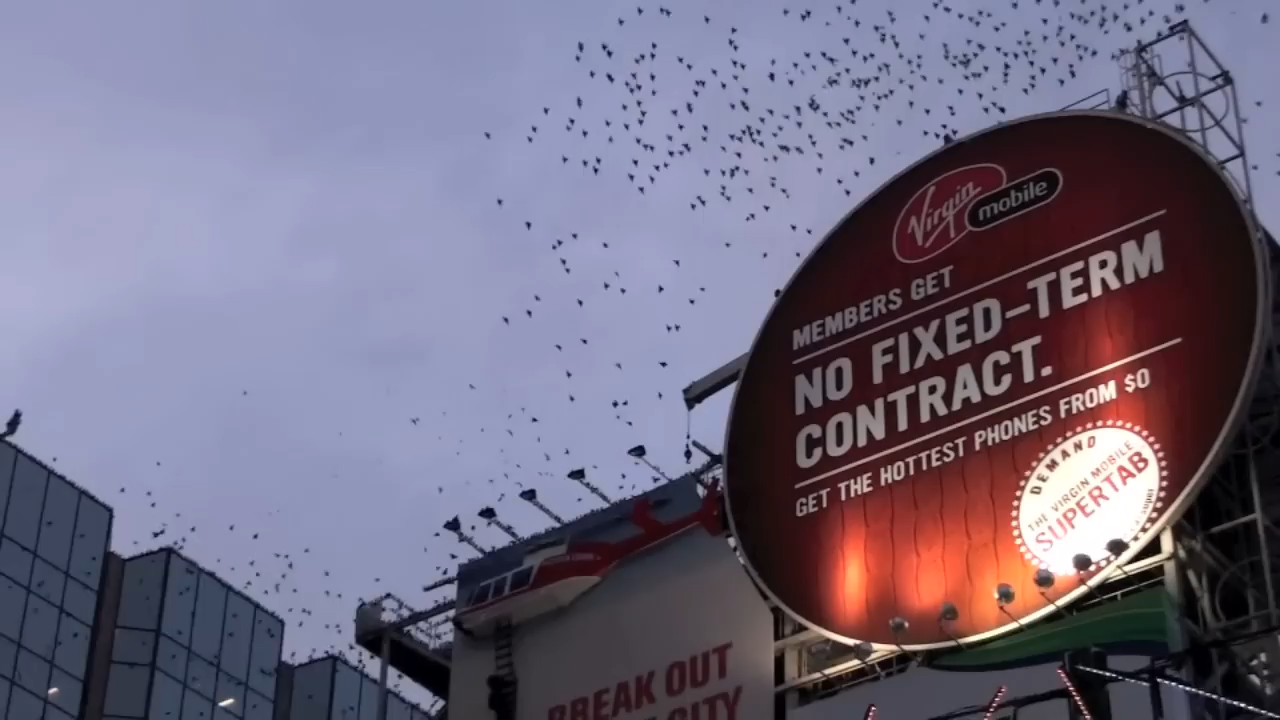 Virgin mobile
MEMBERS GET
NO FIXED-TERM
CONTRACT.
GET THE HOTTEST PHONES FROM $0
DEMAND
THE VIRGIN MOBILE
SUPERTAB
BREAK OUT
CITY